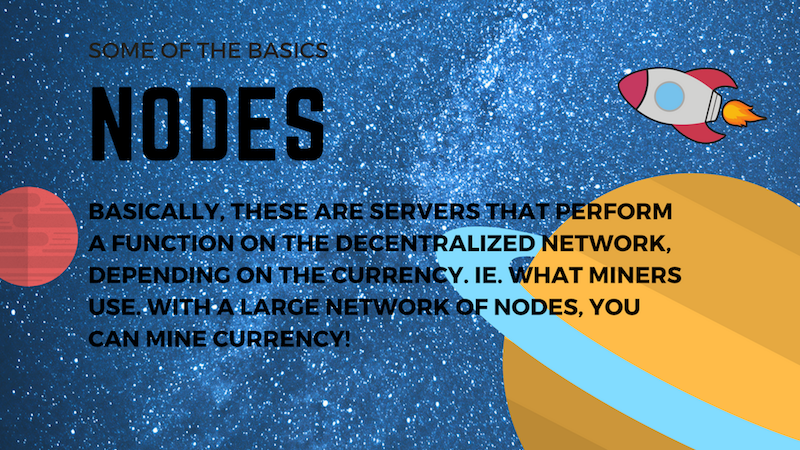 SOME OF THE BASICS
NODES
BASICALLY, THESE ARE SERVERS THAT PERFORM
A FUNCTION ON THE DECENTRALIZED NETWORK,
DEPENDING ON THE CURRENCY. IE. WHAT MINERS
USE. WITH A LARGE NETWORK OF NODES, YOU
CAN MINE CURRENCY!